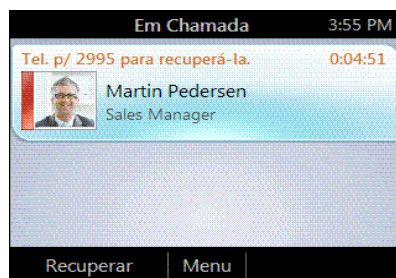 Em Chamada 3:55 PM
Tel. p/ 2995 para recuperá-la. 0:04:51
Martin Pedersen
Sales Manager
Recuperar Menu